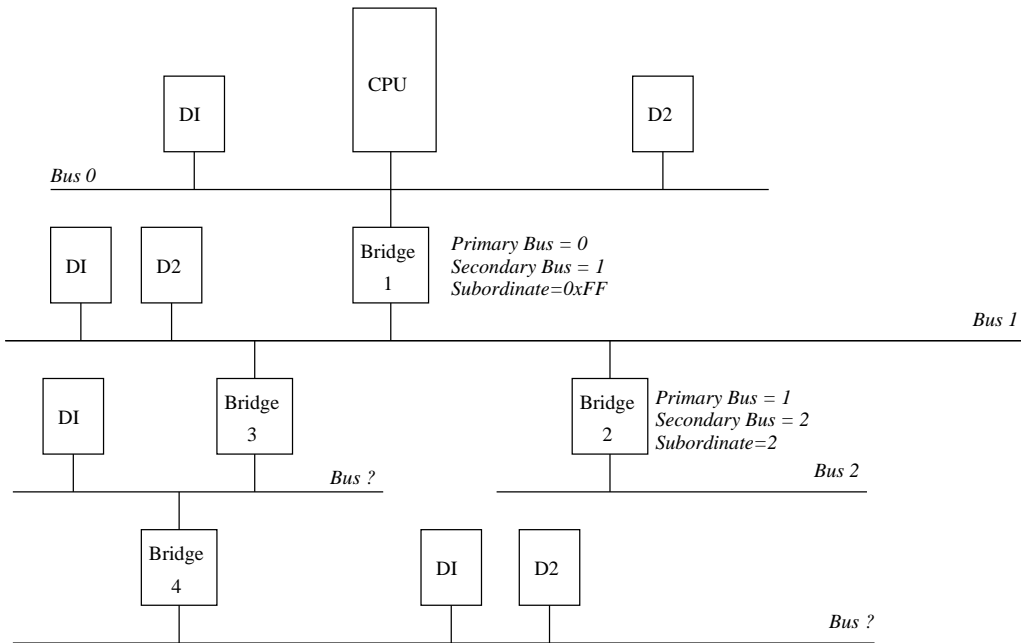 CPU
DI
D2
Bus 0
Bridge
1
Primary Bus = 0
Secondary Bus = 1
Subordinate=0xFF
DI
D2
Bus 1
DI
Bridge
3
Bridge
2
Primary Bus = 1
Secondary Bus = 2
Subordinate=2
Bus ?
Bus 2
Bridge
4
DI
D2
Bus ?